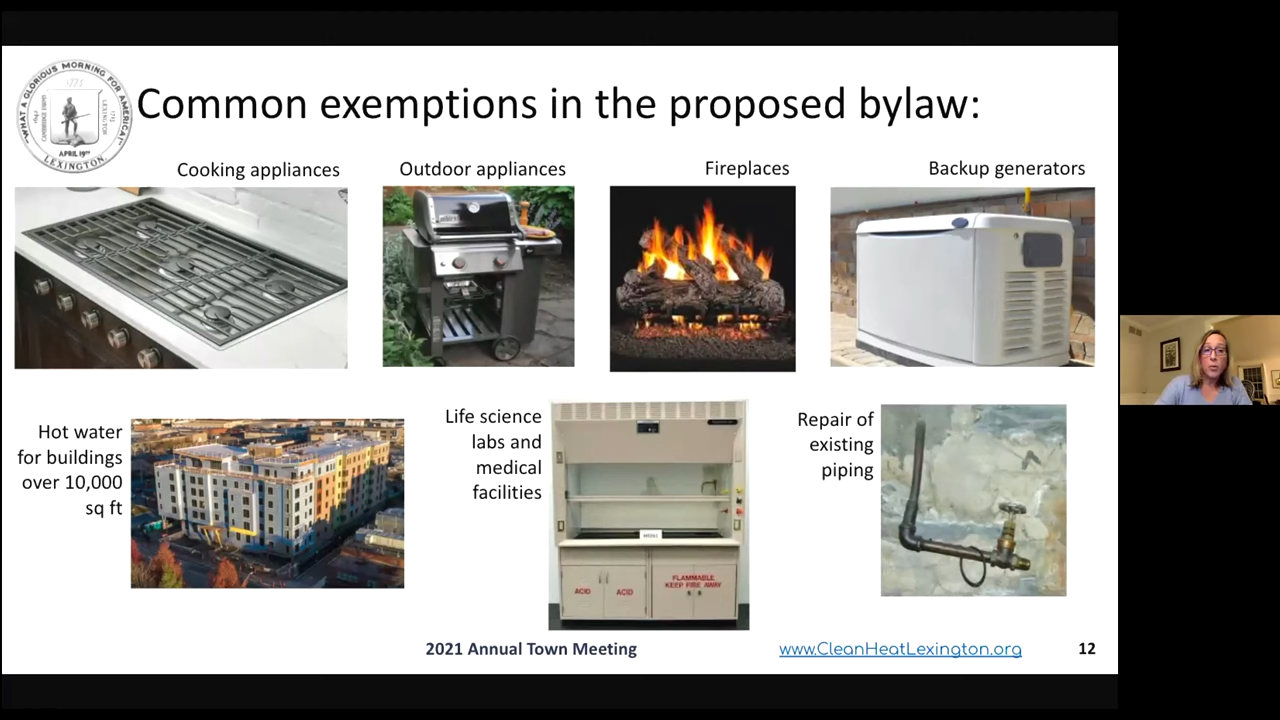 "WHAT A GLORIOUS MORNING FOR AMERICA!"
1775
APRIL 19TH
LEXINGTON
Common exemptions in the proposed bylaw:
Cooking appliances
Outdoor appliances
Fireplaces
Backup generators
Hot water
for buildings
over 10,000
sq ft
Life science
labs and
medical
facilities
ACID
ACID
FLAMMABLE
KEEP FIRE AWAY
Repair of
existing
piping
2021 Annual Town Meeting
www.CleanHeatLexington.org
12